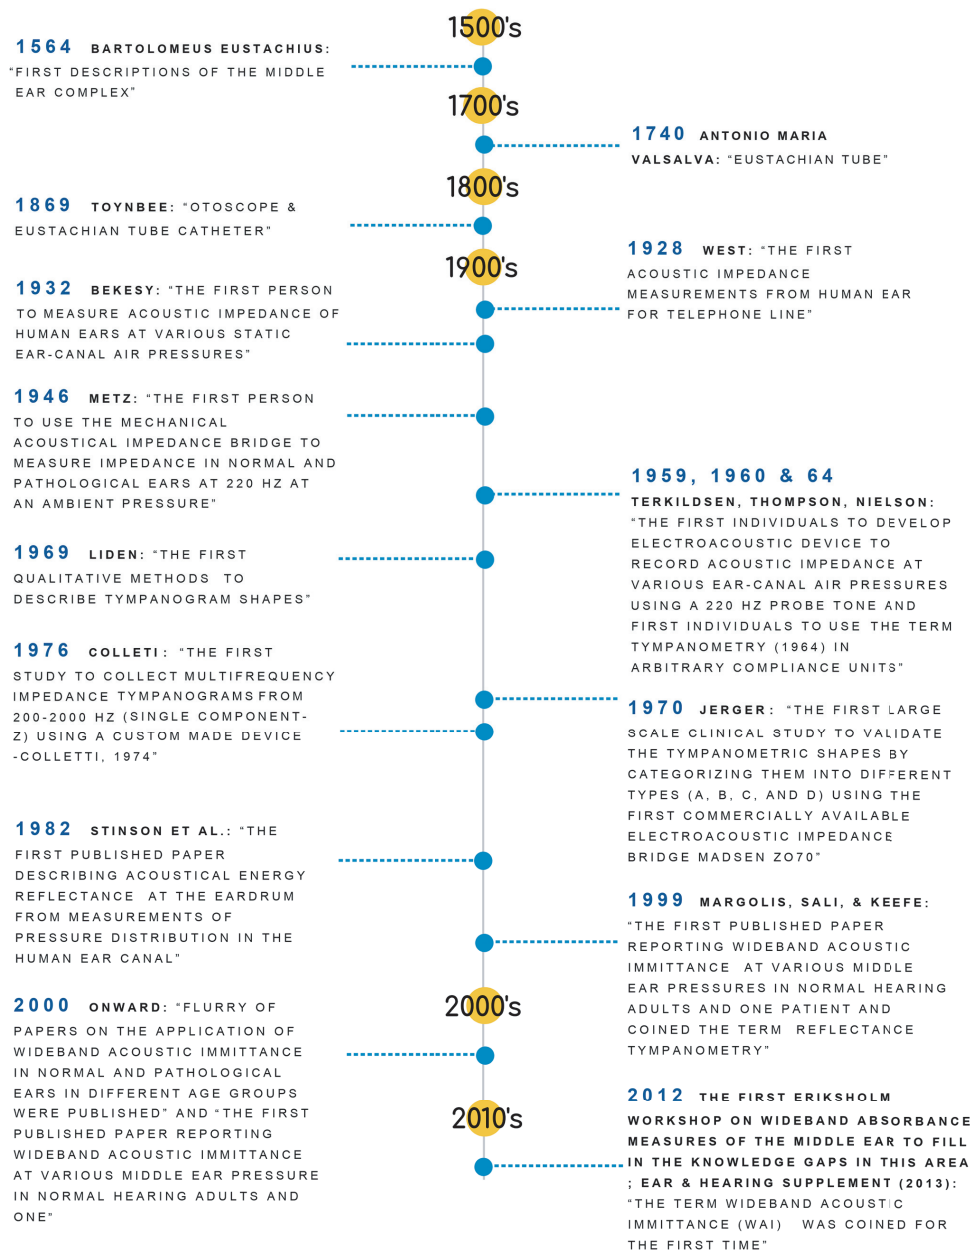 1500's
1564 BARTOLOMEUS EUSTACHIUS:
“FIRST DESCRIPTIONS OF THE MIDDLE
EAR COMPLEX”
1700's
1740 ANTONIO MARIA
VALSALVA: “EUSTACHIAN TUBE”
1800's
1869 TOYNBEE: “OTOSCOPE &
EUSTACHIAN TUBE CATHETER”
1900's
1928 WEST: “THE FIRST
ACOUSTIC IMPEDANCE
MEASUREMENTS FROM HUMAN EAR
FOR TELEPHONE LINE”
1932 BEKESY: “THE FIRST PERSON
TO MEASURE ACOUSTIC IMPEDANCE OF
HUMAN EARS AT VARIOUS STATIC
EAR-CANAL AIR PRESSURES”
1946 METZ: “THE FIRST PERSON
TO USE THE MECHANICAL
ACOUSTICAL IMPEDANCE BRIDGE TO
MEASURE IMPEDANCE IN NORMAL AND
PATHOLOGICAL EARS AT 220 HZ AT
AN AMBIENT PRESSURE”
1959, 1960 & 64
TERKILDSEN, THOMPSON, NIELSON:
“THE FIRST INDIVIDUALS TO DEVELOP
ELECTROACOUSTIC DEVICE TO
RECORD ACOUSTIC IMPEDANCE AT
VARIOUS EAR-CANAL AIR PRESSURES
USING A 220 HZ PROBE TONE AND
FIRST INDIVIDUALS TO USE THE TERM
TYMPANOMETRY (1964) IN
ARBITRARY COMPLIANCE UNITS”
1969 LIDEN: “THE FIRST
QUALITATIVE METHODS TO
DESCRIBE TYMPANOGRAM SHAPES”
1970 JERGER: “THE FIRST LARGE
SCALE CLINICAL STUDY TO VALIDATE
THE TYMPANOMETRIC SHAPES BY
CATEGORIZING THEM INTO DIFFERENT
TYPES (A, B, C, AND D) USING THE
FIRST COMMERCIALLY AVAILABLE
ELECTROACOUSTIC IMPEDANCE
BRIDGE MADSEN ZO70”
1976 COLLETI: “THE FIRST
STUDY TO COLLECT MULTIFREQUENCY
IMPEDANCE TYMPANOGRAMS FROM
200-2000 HZ (SINGLE COMPONENT-
Z) USING A CUSTOM MADE DEVICE
-COLLETTI, 1974”
1982 STINSON ET AL.: “THE
FIRST PUBLISHED PAPER
DESCRIBING ACOUSTICAL ENERGY
REFLECTANCE AT THE EARDRUM
FROM MEASUREMENTS OF
PRESSURE DISTRIBUTION IN THE
HUMAN EAR CANAL”
1999 MARGOLIS, SALI, & KEEFE:
“THE FIRST PUBLISHED PAPER
REPORTING WIDEBAND ACOUSTIC
IMMITTANCE AT VARIOUS MIDDLE
EAR PRESSURES IN NORMAL HEARING
ADULTS AND ONE PATIENT AND
COINED THE TERM REFLECTANCE
TYMPANOMETRY”
2000's
2000 ONWARD: “FLURRY OF
PAPERS ON THE APPLICATION OF
WIDEBAND ACOUSTIC IMMITTANCE
IN NORMAL AND PATHOLOGICAL
EARS IN DIFFERENT AGE GROUPS
WERE PUBLISHED” AND “THE FIRST
PUBLISHED PAPER REPORTING
WIDEBAND ACOUSTIC IMMITTANCE
AT VARIOUS MIDDLE EAR PRESSURE
IN NORMAL HEARING ADULTS AND
ONE”
2010's
2012 THE FIRST ERIKSHOLM
WORKSHOP ON WIDEBAND ABSORBANCE
MEASURES OF THE MIDDLE EAR TO FILL
IN THE KNOWLEDGE GAPS IN THIS AREA
; EAR & HEARING SUPPLEMENT (2013):
“THE TERM WIDEBAND ACOUSTIC
IMMITTANCE (WAI) WAS COINED FOR
THE FIRST TIME”